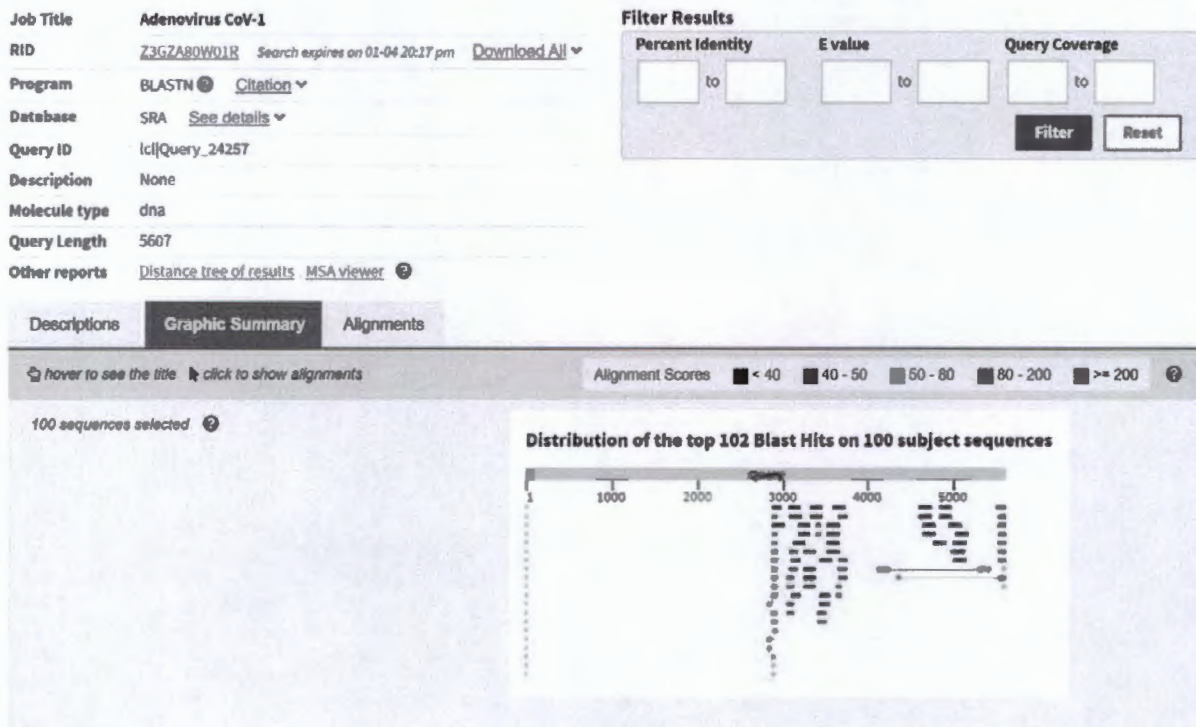 Job Title Adenovirus CoV-1
RID Z3GZA80W01R Search expires on 01-04 20:17 pm Download All
Program BLASTN Citation
Database SRA See details
Query ID lcl|Query_24257
Description None
Molecule type dna
Query Length 5607
Other reports Distance tree of results MSA viewer
Filter Results
Percent Identity E value Query Coverage
to to to
Filter Reset
Descriptions Graphic Summary Alignments
hover to see the title click to show alignments
Alignment Scores < 40 40 - 50 50 - 80 80 - 200 >= 200
100 sequences selected
Distribution of the top 102 Blast Hits on 100 subject sequences
Query
1 1000 2000 3000 4000 5000